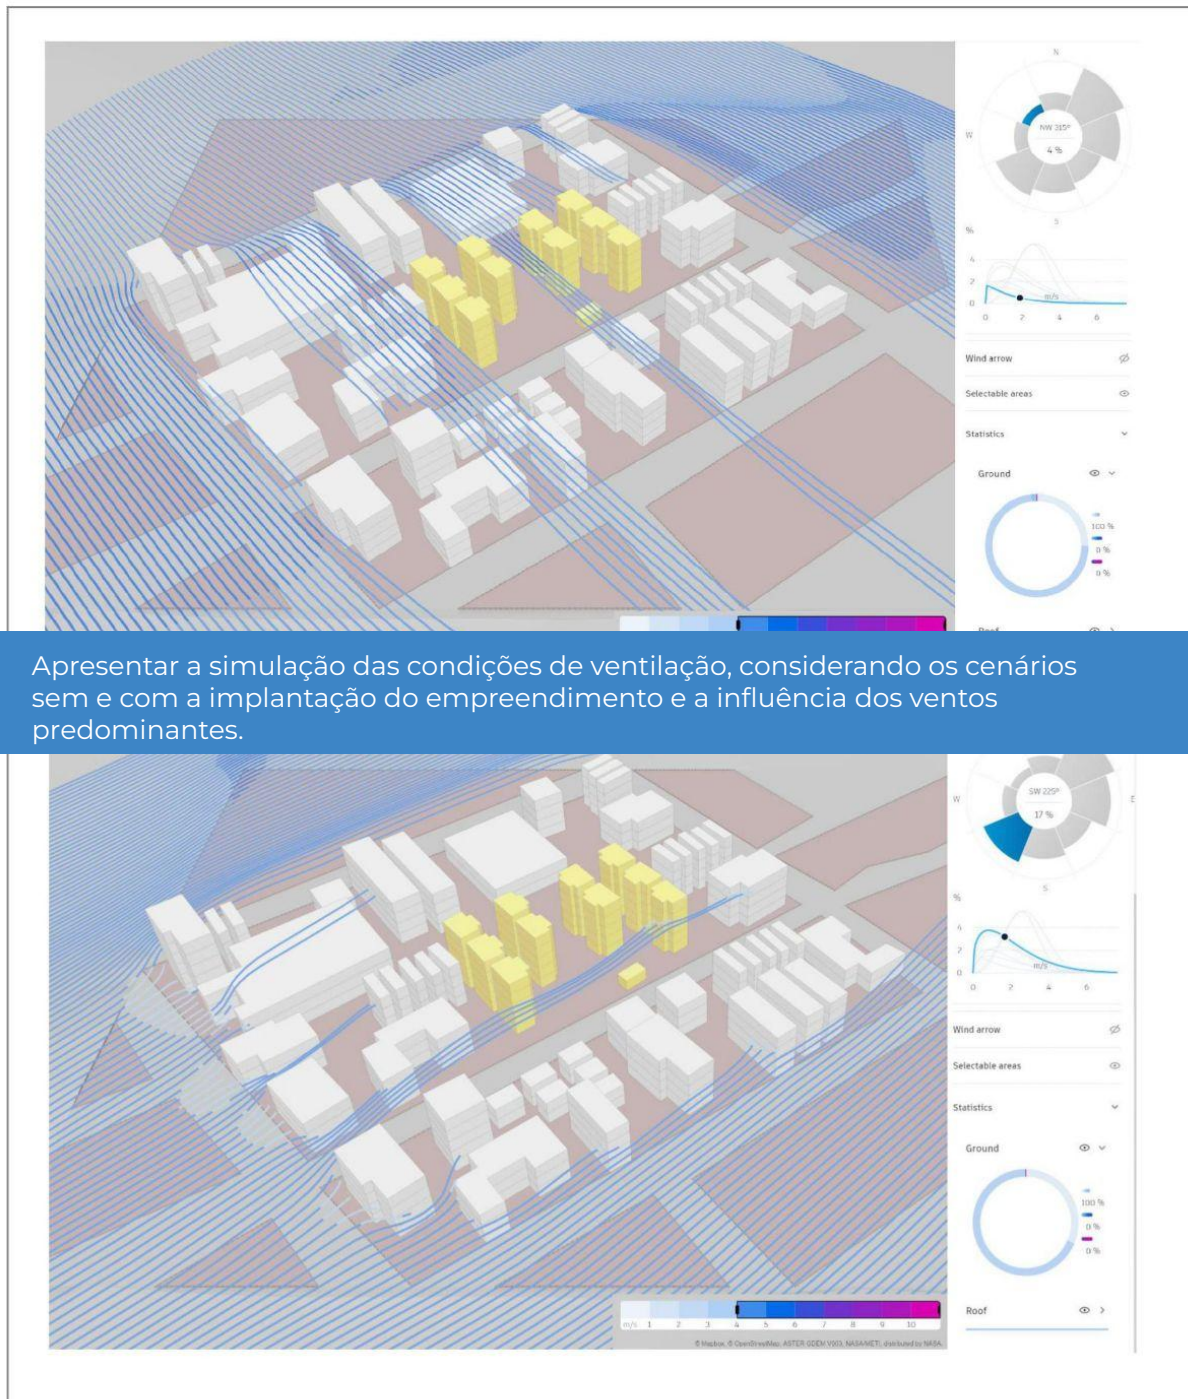 N
NW 315º
W
4 %
S
%
4
2
0
m/s
0 2 4 6
Wind arrow
Selectable areas
Statistics
Ground
100 %
0 %
0 %
Roof
Apresentar a simulação das condições de ventilação, considerando os cenários
sem e com a implantação do empreendimento e a influência dos ventos
predominantes.
SW 225º
W
E
17 %
S
%
4
2
0
m/s
0 2 4 6
Wind arrow
Selectable areas
Statistics
Ground
100 %
0 %
0 %
Roof
m/s 1 2 3 4 5 6 7 8 9 10
© Mapbox, © OpenStreetMap, ASTER GDEM V003, NASA/METI, distributed by NASA.